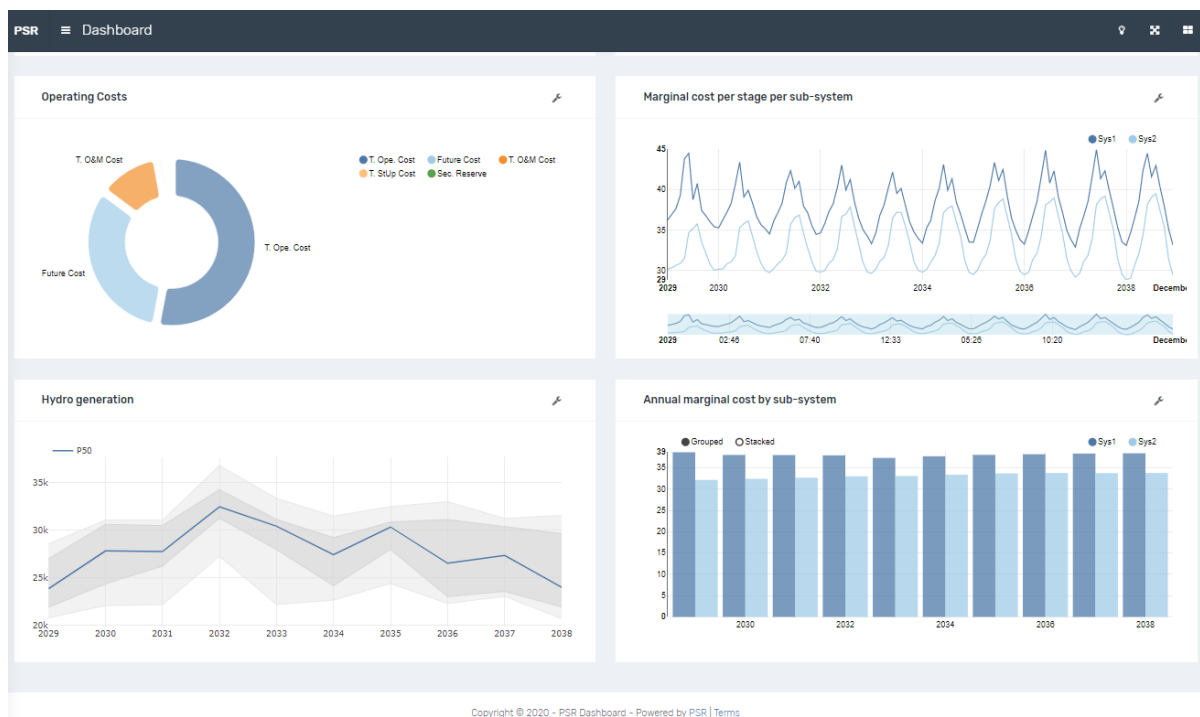 PSR ≡ Dashboard
Operating Costs
T. O&M Cost
T. Ope. Cost Future Cost T. O&M Cost
T. StUp Cost Sec. Reserve
T. Ope. Cost
Future Cost
Marginal cost per stage per sub-system
Sys1 Sys2
45
40
35
30
29
2029 2030 2032 2034 2036 2038 Decembe
2029 02:46 07:40 12:33 05:26 10:20 Decembe
Hydro generation
P50
35k
30k
25k
20k
2029 2030 2031 2032 2033 2034 2035 2036 2037 2038
Annual marginal cost by sub-system
Grouped Stacked Sys1 Sys2
39
35
30
25
20
15
10
5
0
2030 2032 2034 2036 2038
Copyright © 2020 - PSR Dashboard - Powered by PSR | Terms